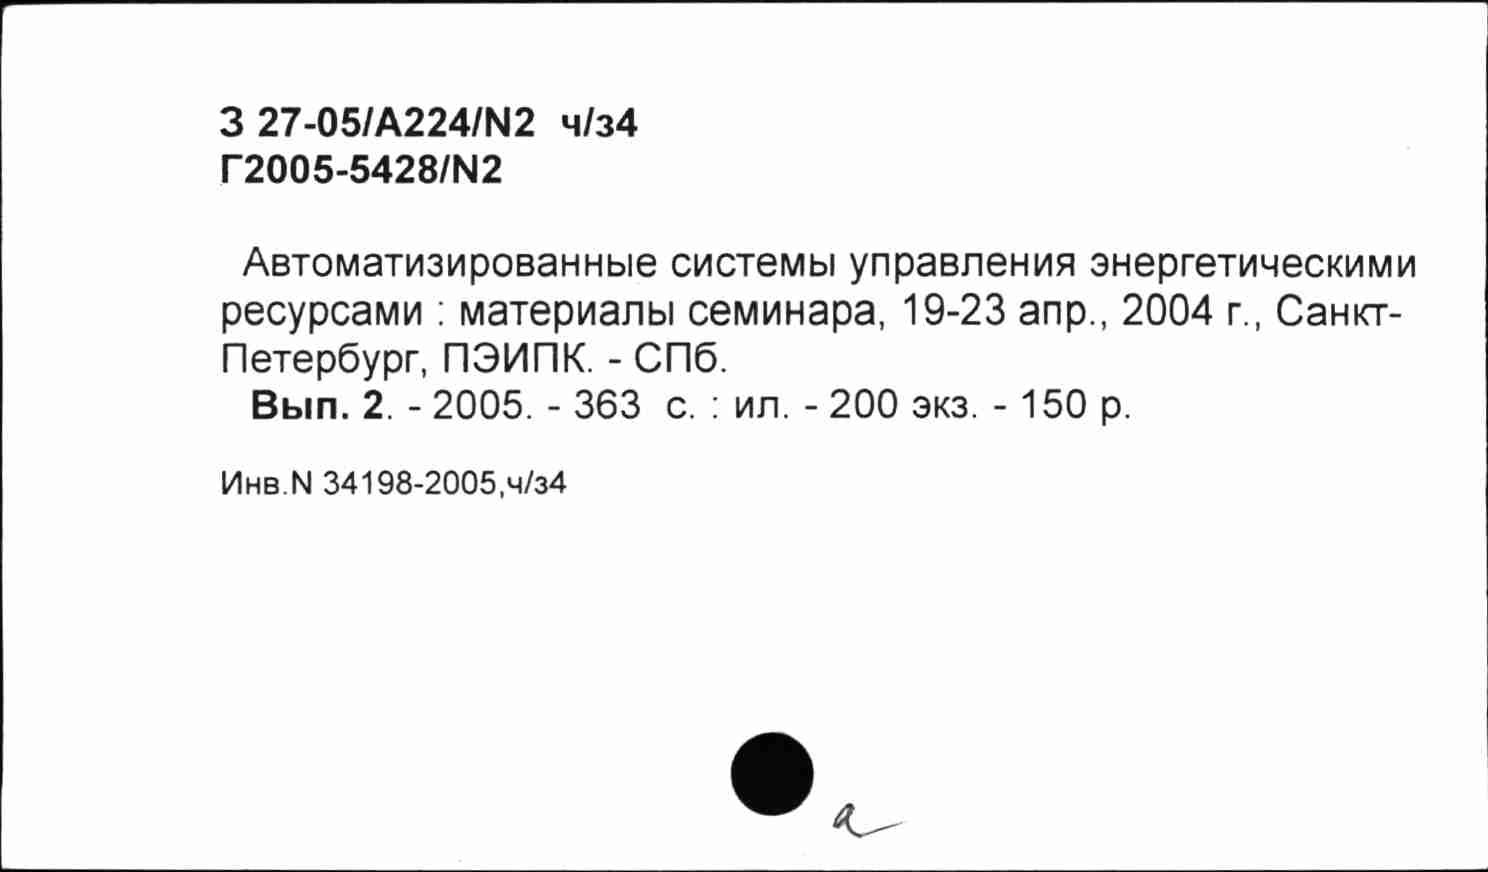 З 27-05/А224/N2 ч/з4
Г2005-5428/N2
Автоматизированные системы управления энергетическими
ресурсами : материалы семинара, 19-23 апр., 2004 г., Санкт-
Петербург, ПЭИПК. - СПб.
Вып. 2. - 2005. - 363 с. : ил. - 200 экз. - 150 р.
Инв.N 34198-2005,ч/з4
а